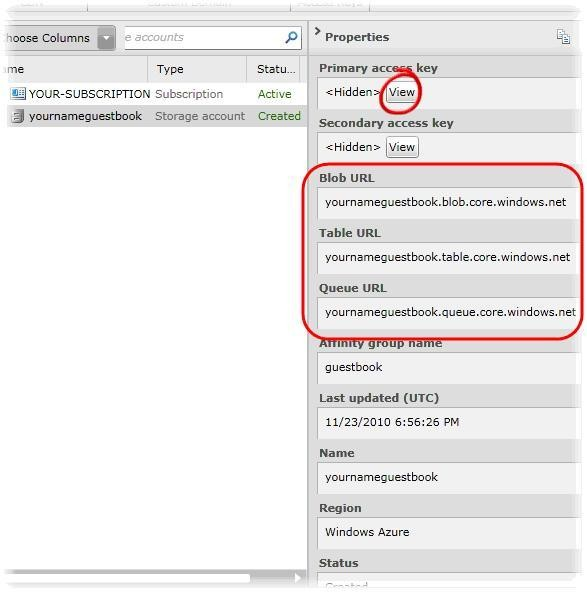 Choose Columns
e accounts
Properties
ame Type Statu...
YOUR-SUBSCRIPTION Subscription Active
yournameguestbook Storage account Created
Primary access key
<Hidden> View
Secondary access key
<Hidden> View
Blob URL
yournameguestbook.blob.core.windows.net
Table URL
yournameguestbook.table.core.windows.net
Queue URL
yournameguestbook.queue.core.windows.net
Affinity group name
guestbook
Last updated (UTC)
11/23/2010 6:56:26 PM
Name
yournameguestbook
Region
Windows Azure
Status
Created